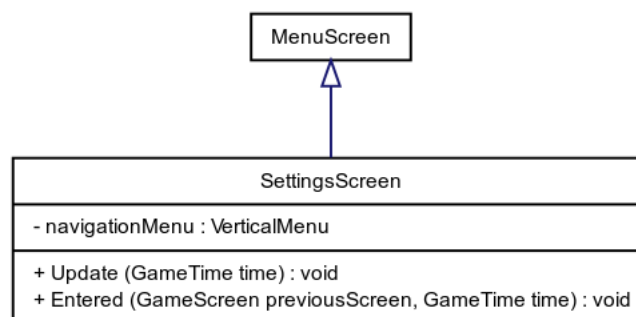 MenuScreen
SettingsScreen
- navigationMenu : VerticalMenu
+ Update (GameTime time) : void
+ Entered (GameScreen previousScreen, GameTime time) : void